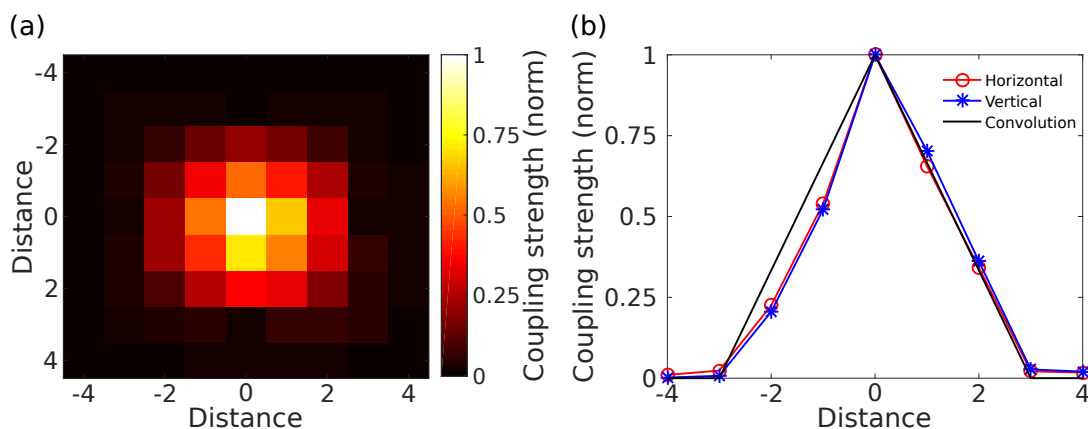 (a)
-4
-2
0
2
4
Distance
-4 -2 0 2 4
Distance
1
0.75
0.5
0.25
0
Coupling strength (norm)
(b)
1
0.75
0.5
0.25
0
Coupling strength (norm)
Horizontal
Vertical
Convolution
-4 -2 0 2 4
Distance